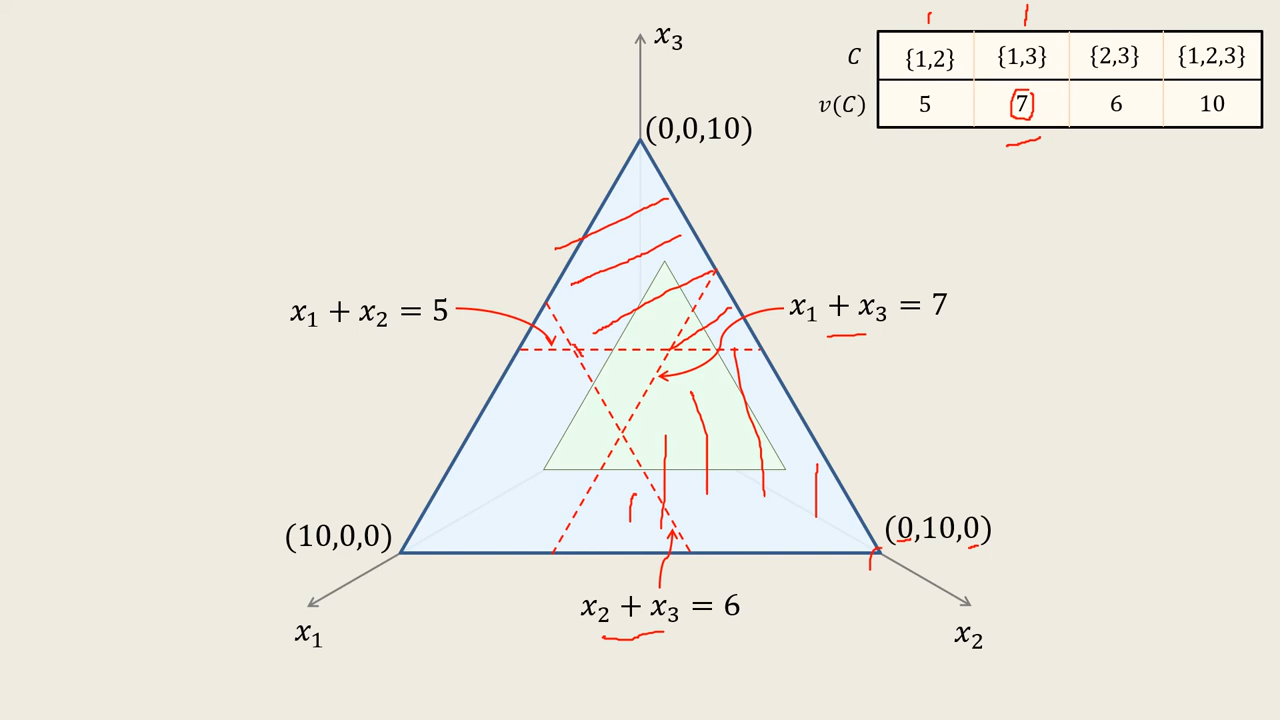 x₃
C {1,2} {1,3} {2,3} {1,2,3}
v(C) 5 7 6 10
(0,0,10)
x₁ + x₂ = 5
x₁ + x₃ = 7
(10,0,0)
(0,10,0)
x₂ + x₃ = 6
x₁
x₂